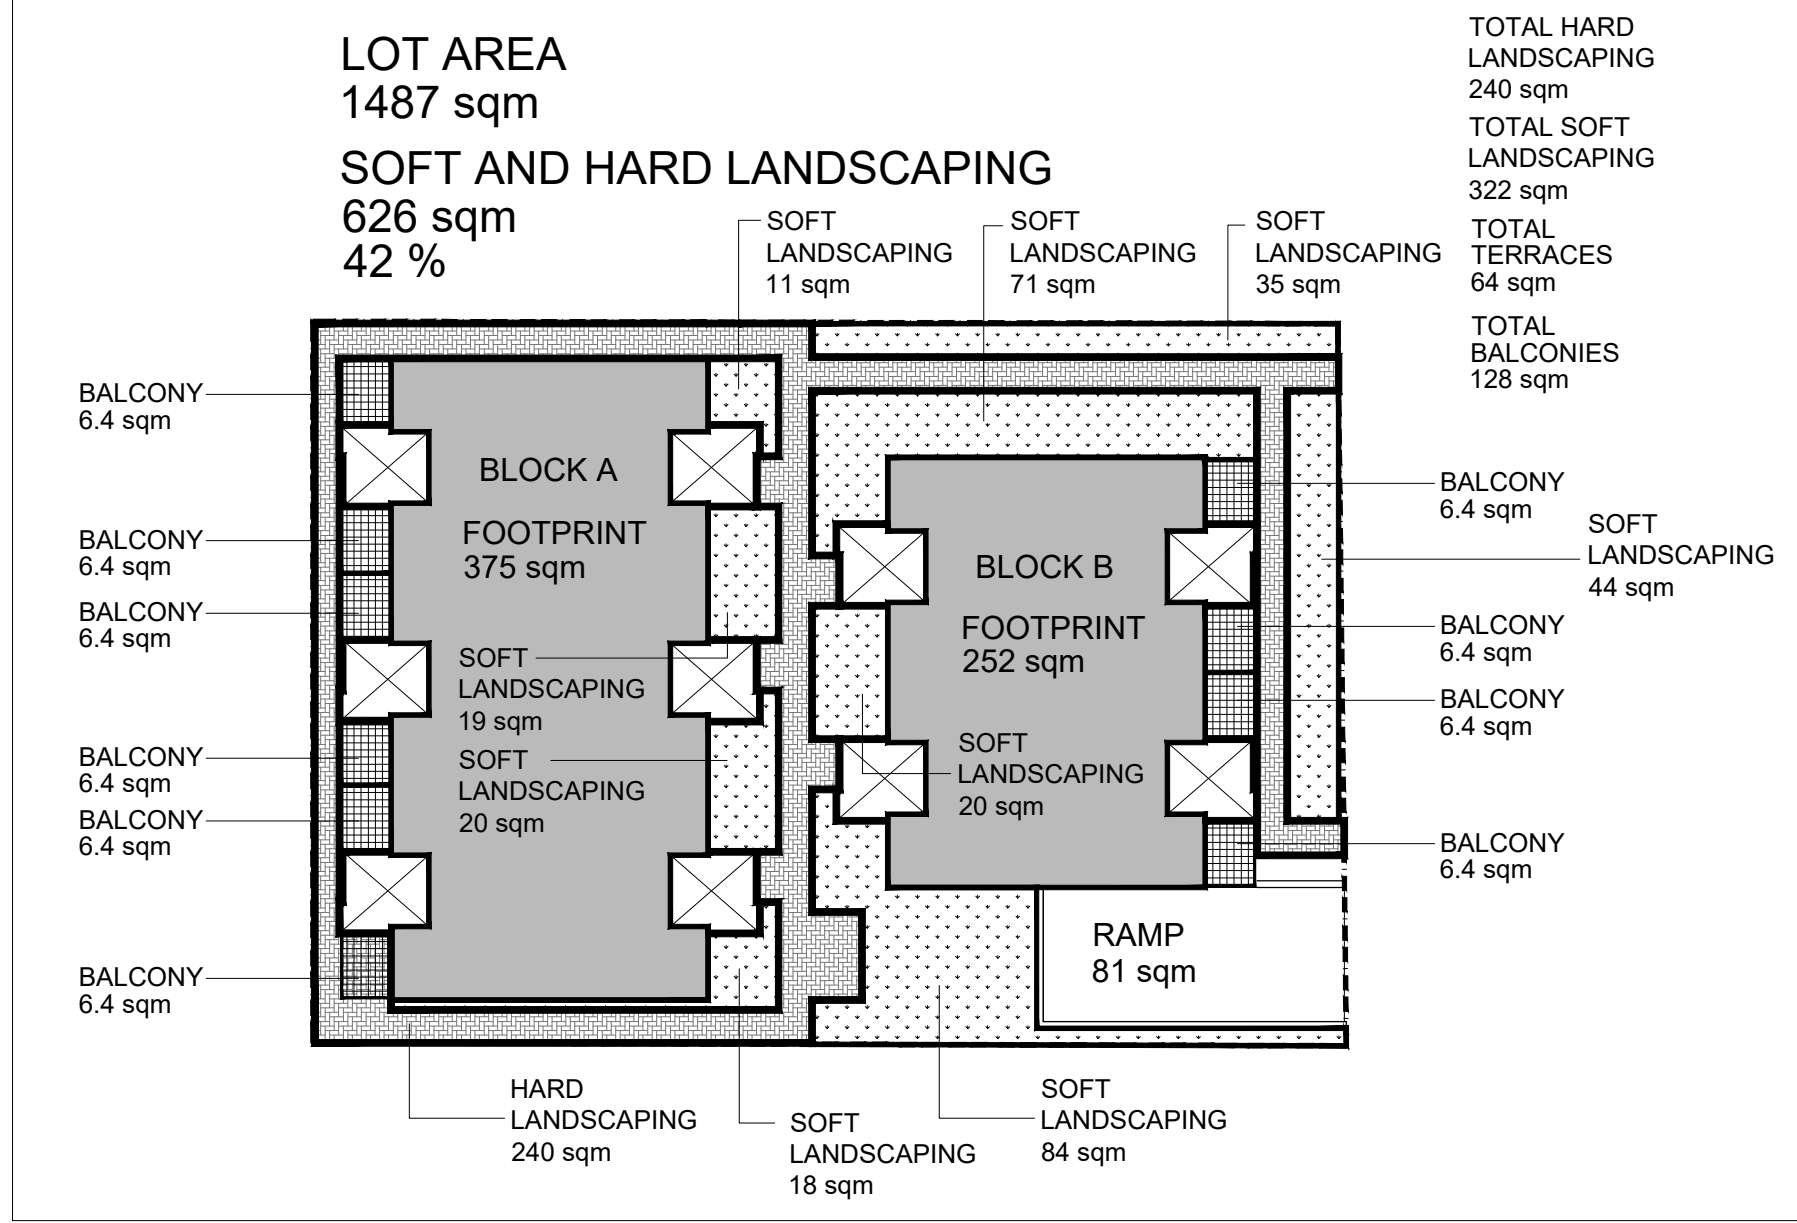 LOT AREA
1487 sqm
SOFT AND HARD LANDSCAPING
626 sqm
42 %
TOTAL HARD
LANDSCAPING
240 sqm
TOTAL SOFT
LANDSCAPING
322 sqm
TOTAL
TERRACES
64 sqm
TOTAL
BALCONIES
128 sqm
SOFT
LANDSCAPING
11 sqm
SOFT
LANDSCAPING
71 sqm
SOFT
LANDSCAPING
35 sqm
BALCONY
6.4 sqm
BALCONY
6.4 sqm
BALCONY
6.4 sqm
BALCONY
6.4 sqm
BALCONY
6.4 sqm
BALCONY
6.4 sqm
BLOCK A
FOOTPRINT
375 sqm
SOFT
LANDSCAPING
19 sqm
SOFT
LANDSCAPING
20 sqm
BLOCK B
FOOTPRINT
252 sqm
SOFT
LANDSCAPING
20 sqm
RAMP
81 sqm
BALCONY
6.4 sqm
SOFT
LANDSCAPING
44 sqm
BALCONY
6.4 sqm
BALCONY
6.4 sqm
BALCONY
6.4 sqm
HARD
LANDSCAPING
240 sqm
SOFT
LANDSCAPING
18 sqm
SOFT
LANDSCAPING
84 sqm